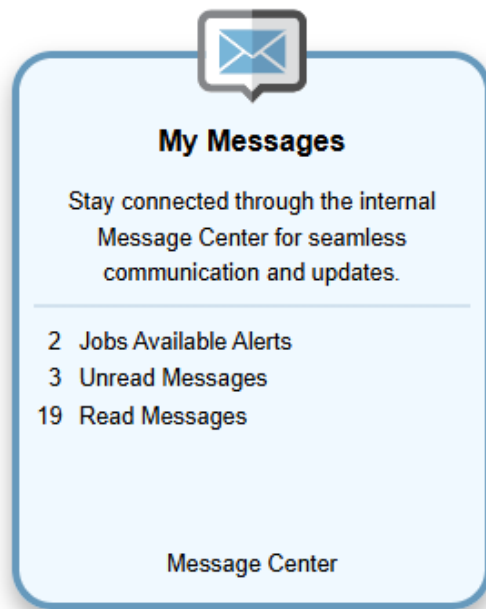 My Messages
Stay connected through the internal
Message Center for seamless
communication and updates.
2 Jobs Available Alerts
3 Unread Messages
19 Read Messages
Message Center